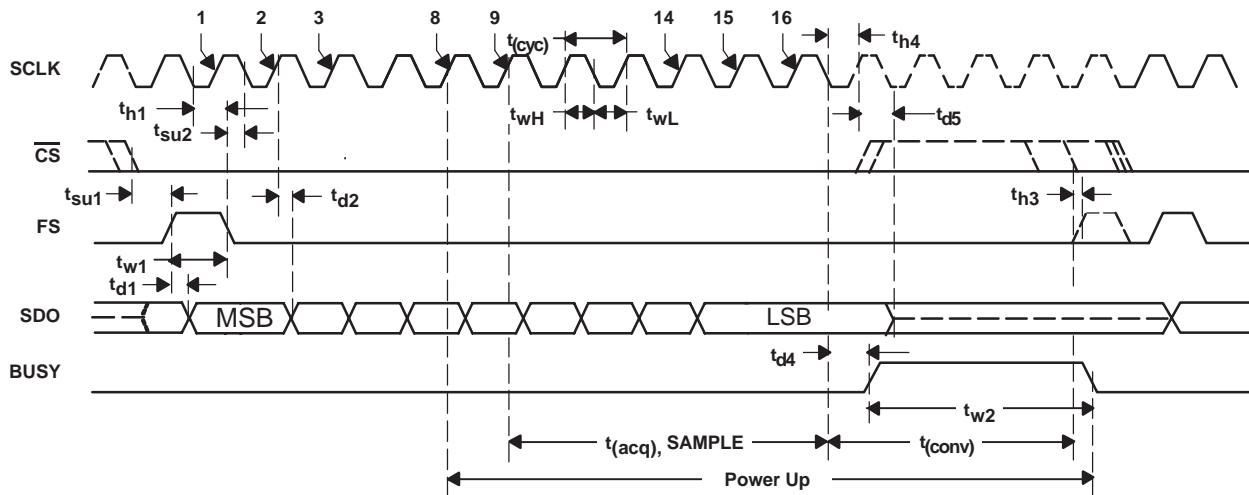 1 2 3 8 9 14 15 16
t(cyc)
th4
SCLK
th1
twH twL
td5
tsu2
CS
tsu1
td2
th3
FS
tw1
td1
SDO
MSB LSB
td4
BUSY
tw2
t(acq), SAMPLE t(conv)
Power Up